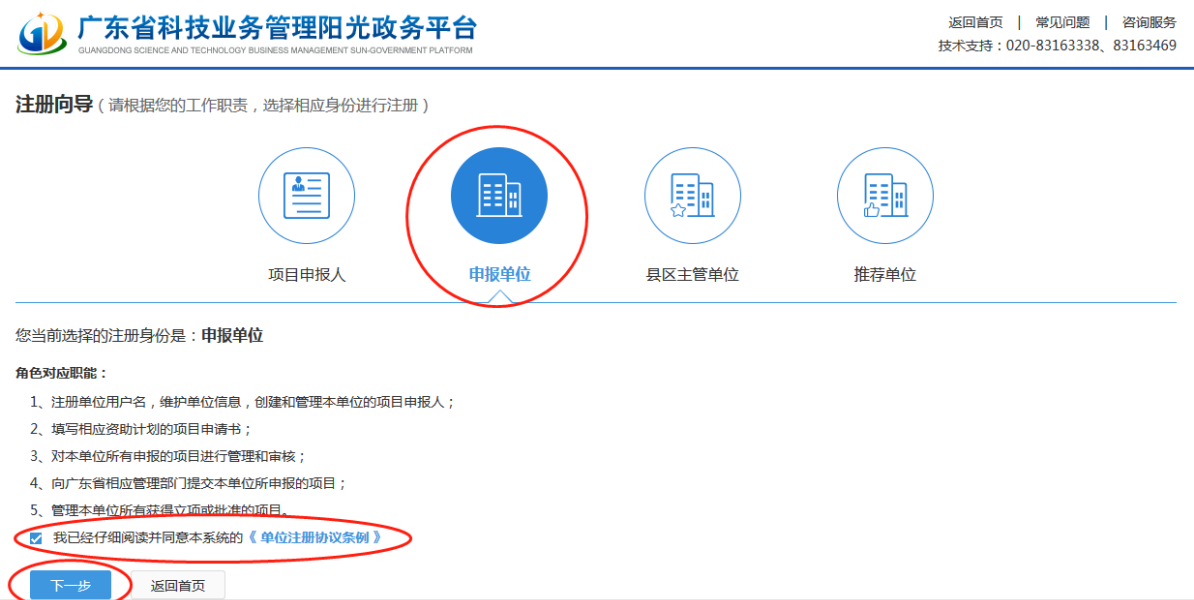 广东省科技业务管理阳光政务平台
GUANGDONG SCIENCE AND TECHNOLOGY BUSINESS MANAGEMENT SUN-GOVERNMENT PLATFORM
返回首页 | 常见问题 | 咨询服务
技术支持：020-83163338、83163469
注册向导（请根据您的工作职责，选择相应身份进行注册）
项目申报人 申报单位 县区主管单位 推荐单位
您当前选择的注册身份是：申报单位
角色对应职能：
1、注册单位用户名，维护单位信息，创建和管理本单位的项目申报人；
2、填写相应资助计划的项目申请书；
3、对本单位所有申报的项目进行管理和审核；
4、向广东省相应管理部门提交本单位所申报的项目；
5、管理本单位所有获得立项或批准的项目。
我已经仔细阅读并同意本系统的《 单位注册协议条例 》
下一步 返回首页